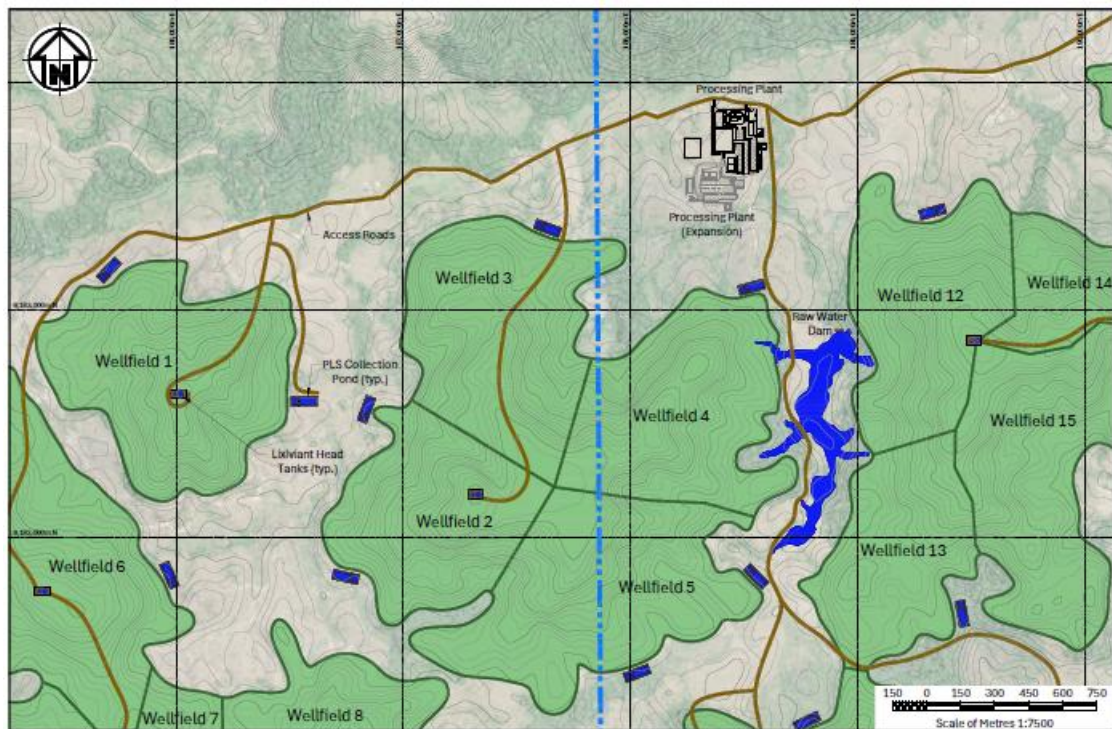 N
Processing Plant
Processing Plant
(Expansion)
Access Roads
Wellfield 3
Wellfield 12
Wellfield 14
Raw Water
Dam
Wellfield 1
PLS Collection
Pond (typ.)
Wellfield 4
Wellfield 15
Lixiviant Head
Tanks (typ.)
Wellfield 2
Wellfield 13
Wellfield 6
Wellfield 5
Wellfield 7
Wellfield 8
150 0 150 300 450 600 750
Scale of Metres 1:7500